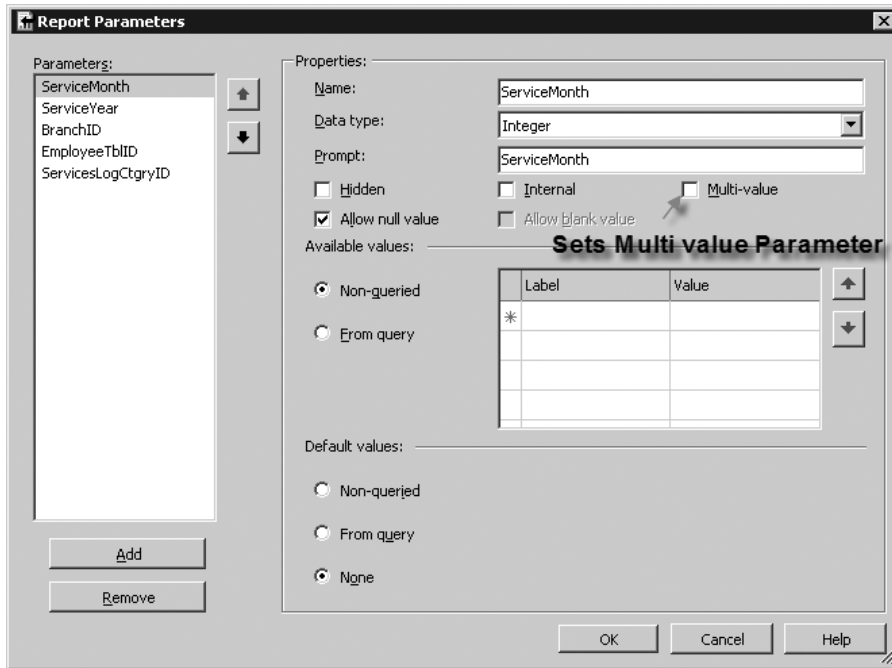 Report Parameters
Parameters:
ServiceMonth
ServiceYear
BranchID
EmployeeTblID
ServicesLogCtgryID
Add
Remove
Properties:
Name:
ServiceMonth
Data type:
Integer
Prompt:
ServiceMonth
Hidden
Internal
Multi-value
Allow null value
Allow blank value
Sets Multi value Parameter
Available values:
Non-queried
From query
Label Value
Default values:
Non-queried
From query
None
OK Cancel Help